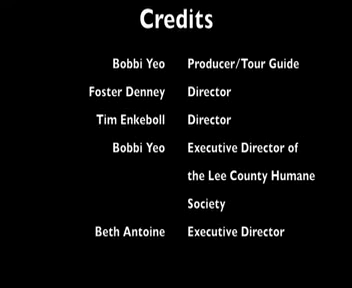 Credits
Bobbi Yeo Producer/Tour Guide
Foster Denney Director
Tim Enkeboll Director
Bobbi Yeo Executive Director of
the Lee County Humane
Society
Beth Antoine Executive Director